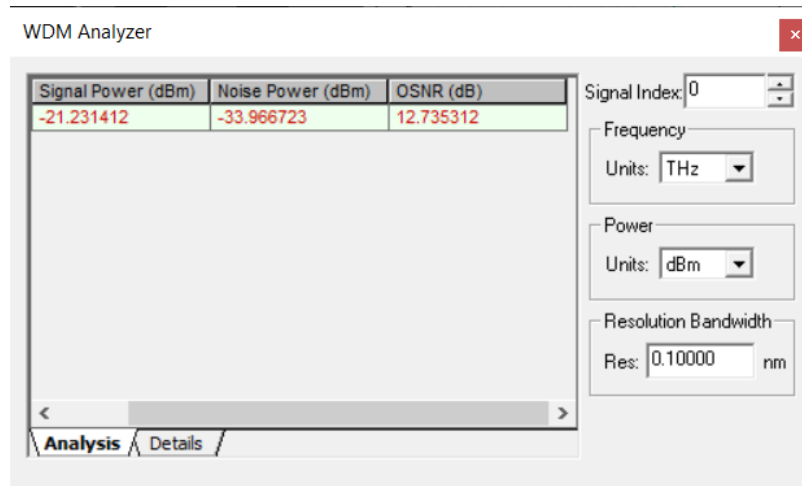 WDM Analyzer
x
Signal Power (dBm) Noise Power (dBm) OSNR (dB)
-21.231412 -33.966723 12.735312
Signal Index: 0
Frequency
Units: THz
Power
Units: dBm
Resolution Bandwidth
Res: 0.10000 nm
< >
Analysis Details